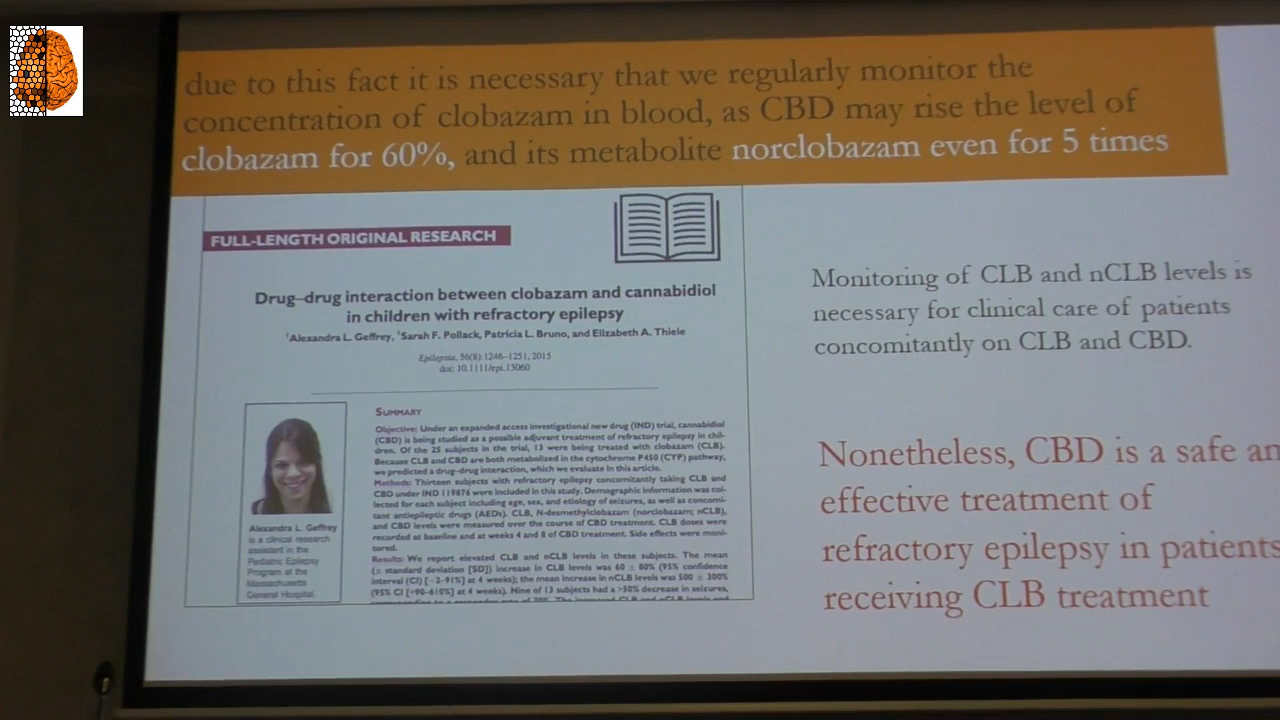 due to this fact it is necessary that we regularly monitor the
concentration of clobazam in blood, as CBD may rise the level of
clobazam for 60%, and its metabolite norclobazam even for 5 times
FULL-LENGTH ORIGINAL RESEARCH
Drug–drug interaction between clobazam and cannabidiol
in children with refractory epilepsy
¹Alexandra L. Geffrey, ¹Sarah F. Pollack, Patricia L. Bruno, and Elizabeth A. Thiele
Epilepsia, 56(8):1246–1251, 2015
doi: 10.1111/epi.13060
SUMMARY
Objective: Under an expanded access investigational new drug (IND) trial, cannabidiol
(CBD) is being studied as a possible adjuvant treatment of refractory epilepsy in chil-
dren. Of the 25 subjects in the trial, 13 were being treated with clobazam (CLB).
Because CLB and CBD are both metabolized in the cytochrome P450 (CYP) pathway,
we predicted a drug–drug interaction, which we evaluate in this article.
Methods: Thirteen subjects with refractory epilepsy concomitantly taking CLB and
CBD under IND 119876 were included in this study. Demographic information was col-
lected for each subject including age, sex, and etiology of seizures, as well as concomi-
tant antiepileptic drugs (AEDs). CLB, N-desmethylclobazam (norclobazam; nCLB),
and CBD levels were measured over the course of CBD treatment. CLB doses were
recorded at baseline and at weeks 4 and 8 of CBD treatment. Side effects were moni-
tored.
Results: We report elevated CLB and nCLB levels in these subjects. The mean
(± standard deviation [SD]) increase in CLB levels was 60 ± 80% (95% confidence
interval (CI) [−2–91%] at 4 weeks); the mean increase in nCLB levels was 500 ± 300%
(95% CI [+90–610%] at 4 weeks). Nine of 13 subjects had a >50% decrease in seizures,
Alexandra L. Geffrey
is a clinical research
assistant in the
Pediatric Epilepsy
Program at the
Massachusetts
General Hospital.
Monitoring of CLB and nCLB levels is
necessary for clinical care of patients
concomitantly on CLB and CBD.
Nonetheless, CBD is a safe an
effective treatment of
refractory epilepsy in patients
receiving CLB treatment